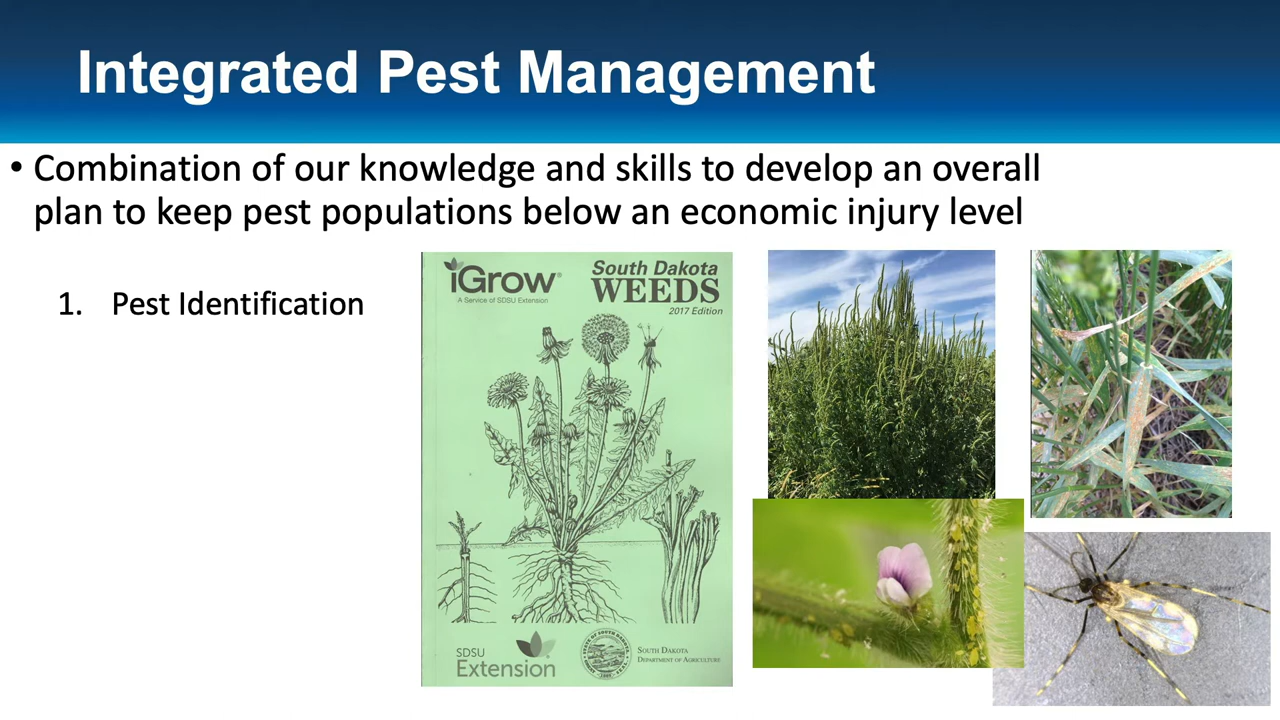 Integrated Pest Management
• Combination of our knowledge and skills to develop an overall
plan to keep pest populations below an economic injury level
1. Pest Identification
iGrow®
A Service of SDSU Extension
South Dakota
WEEDS
2017 Edition
SDSU
Extension
SOUTH DAKOTA
DEPARTMENT OF AGRICULTURE